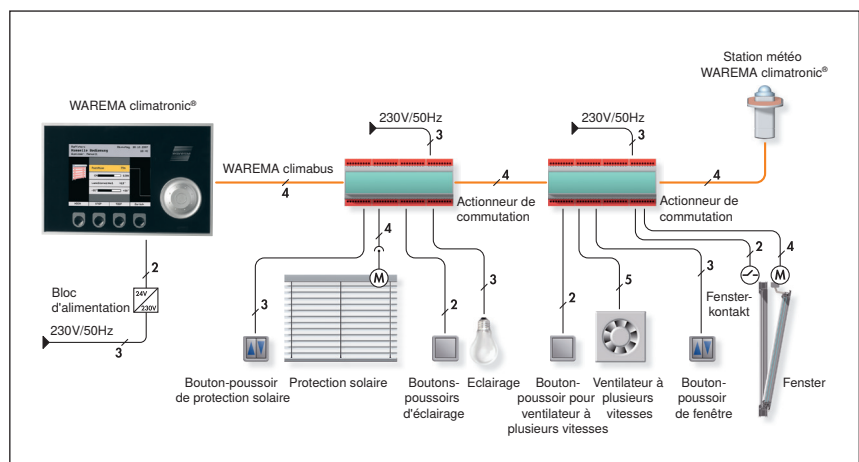 Station météo
WAREMA climatronic®
WAREMA climatronic®
230V/50Hz
3
230V/50Hz
3
WAREMA climabus
4
4
4
Actionneur de
commutation
Actionneur de
commutation
2
Bloc
d'alimentation
24V
230V
230V/50Hz
3
3
4
M
2
3
2
5
3
2
4
M
Fenster-
kontakt
Bouton-poussoir
de protection solaire
Protection solaire
Boutons-
poussoirs
d'éclairage
Eclairage
Bouton-
poussoir pour
ventilateur à
plusieurs vitesses
Ventilateur à
plusieurs
vitesses
Bouton-
poussoir
de fenêtre
Fenster